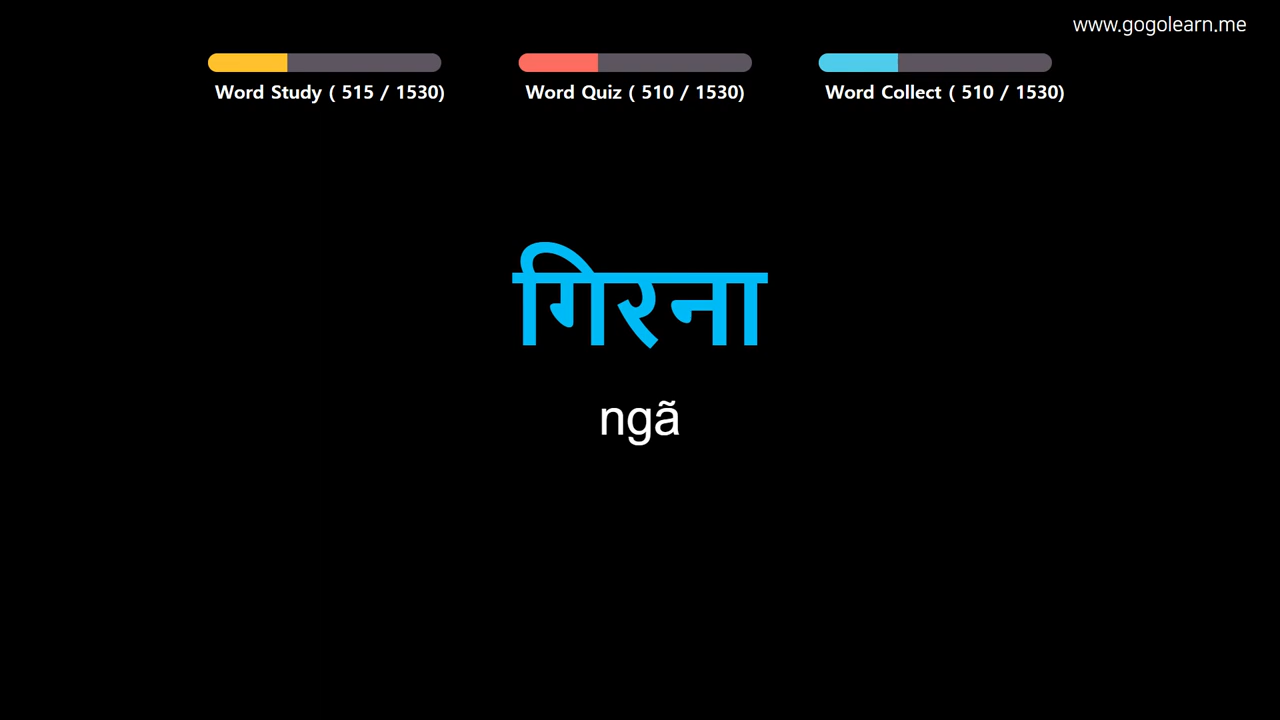 www.gogolearn.me
Word Study ( 515 / 1530)
Word Quiz ( 510 / 1530)
Word Collect ( 510 / 1530)
गिरना
ngã